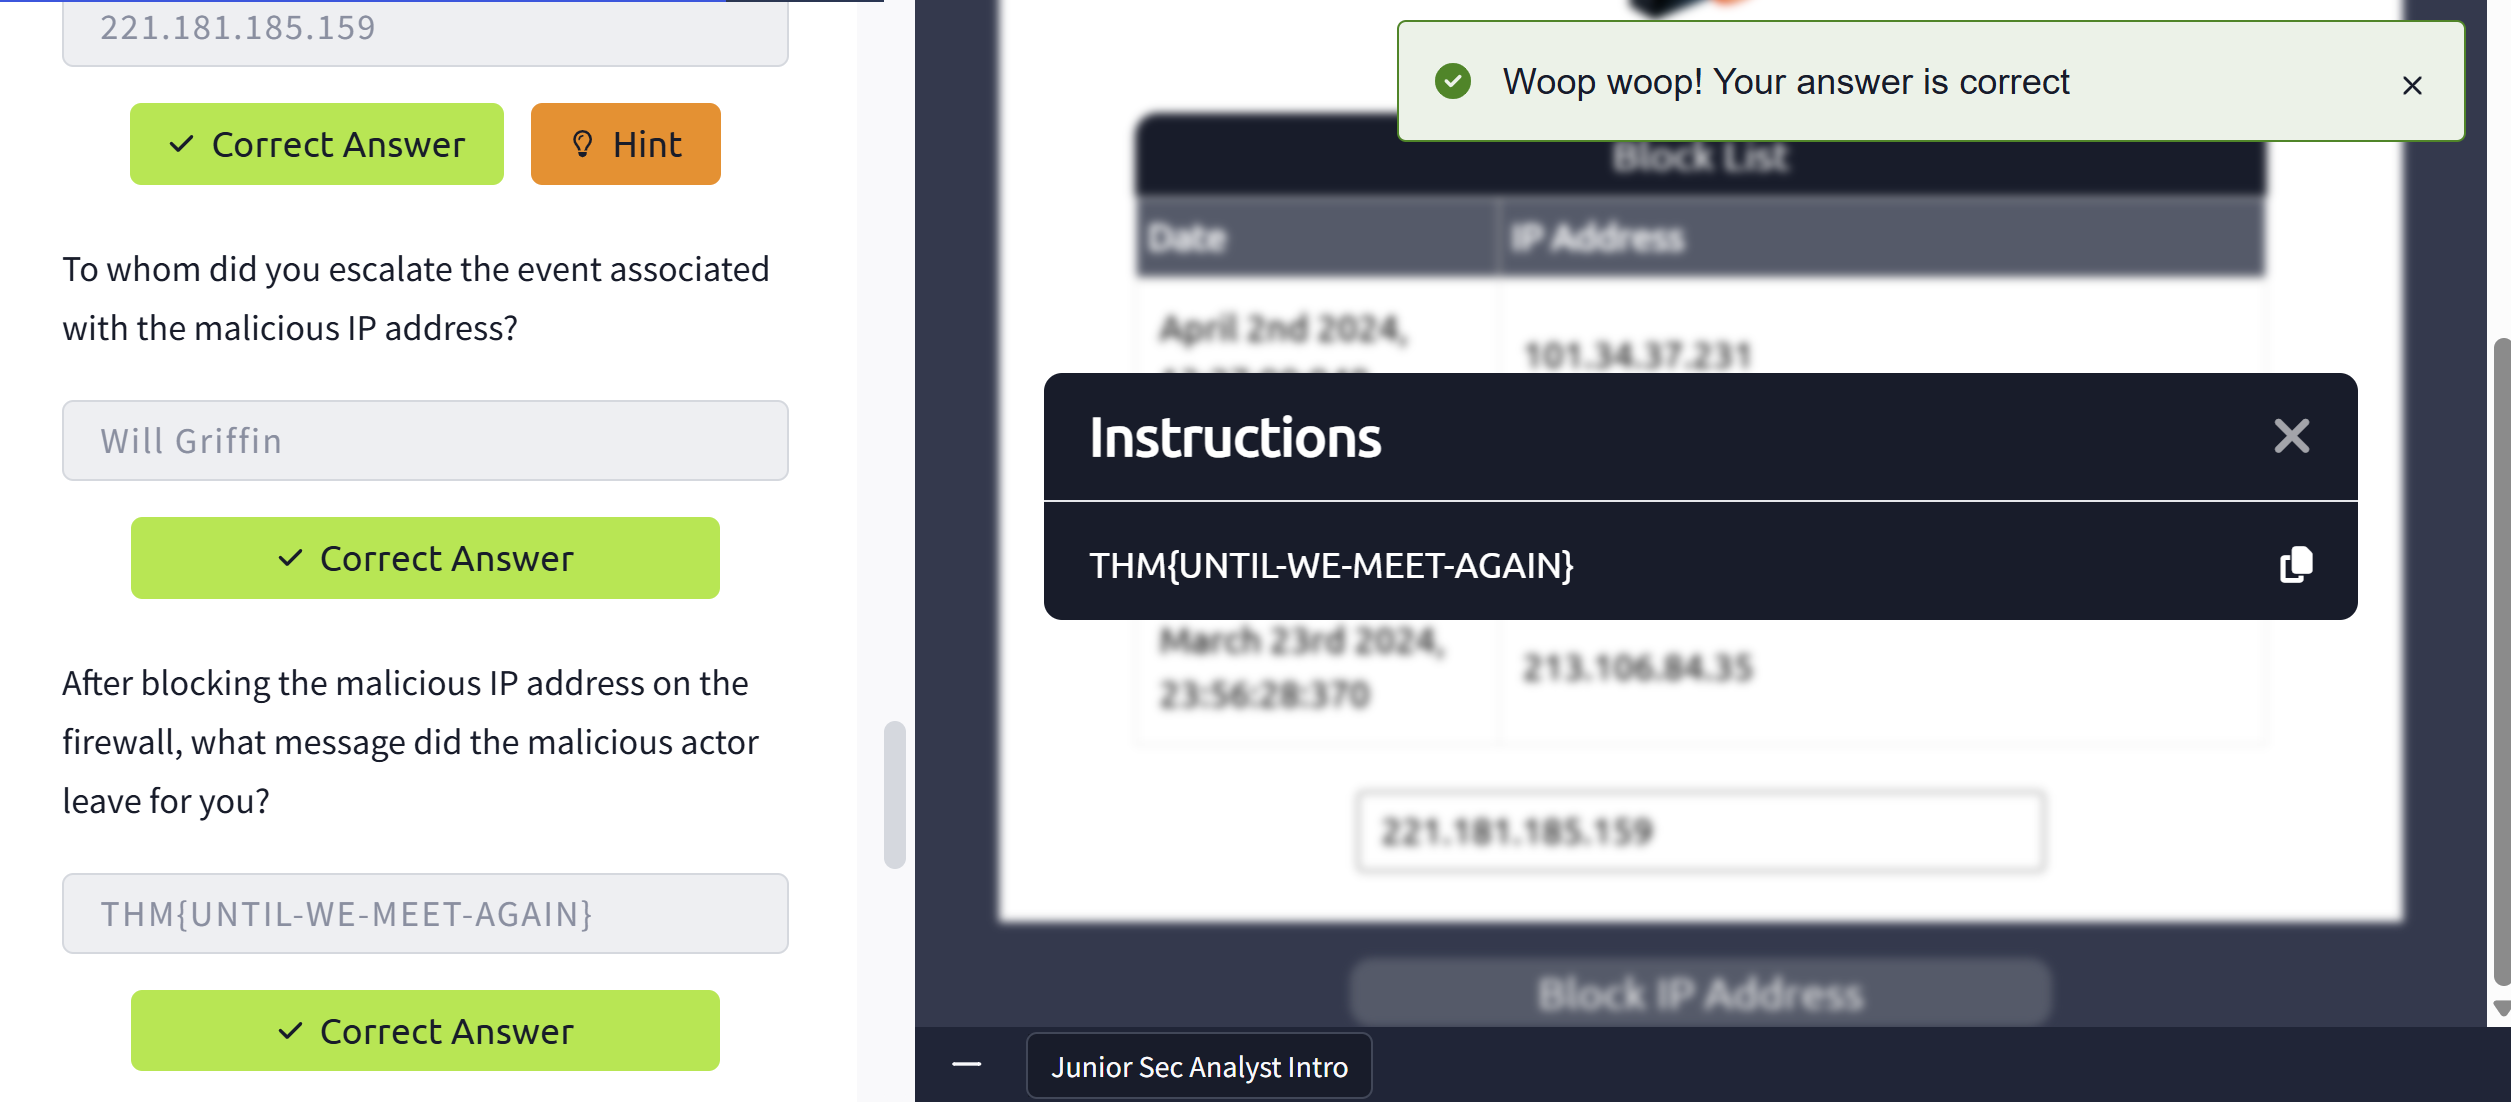 221.181.185.159
Correct Answer
Hint
To whom did you escalate the event associated
with the malicious IP address?
Will Griffin
Correct Answer
After blocking the malicious IP address on the
firewall, what message did the malicious actor
leave for you?
THM{UNTIL-WE-MEET-AGAIN}
Correct Answer
Woop woop! Your answer is correct
Block List
Date IP Address
April 2nd 2024,
101.34.37.231
Instructions
THM{UNTIL-WE-MEET-AGAIN}
March 23rd 2024,
23:56:28:370
213.106.84.35
221.181.185.159
Block IP Address
Junior Sec Analyst Intro